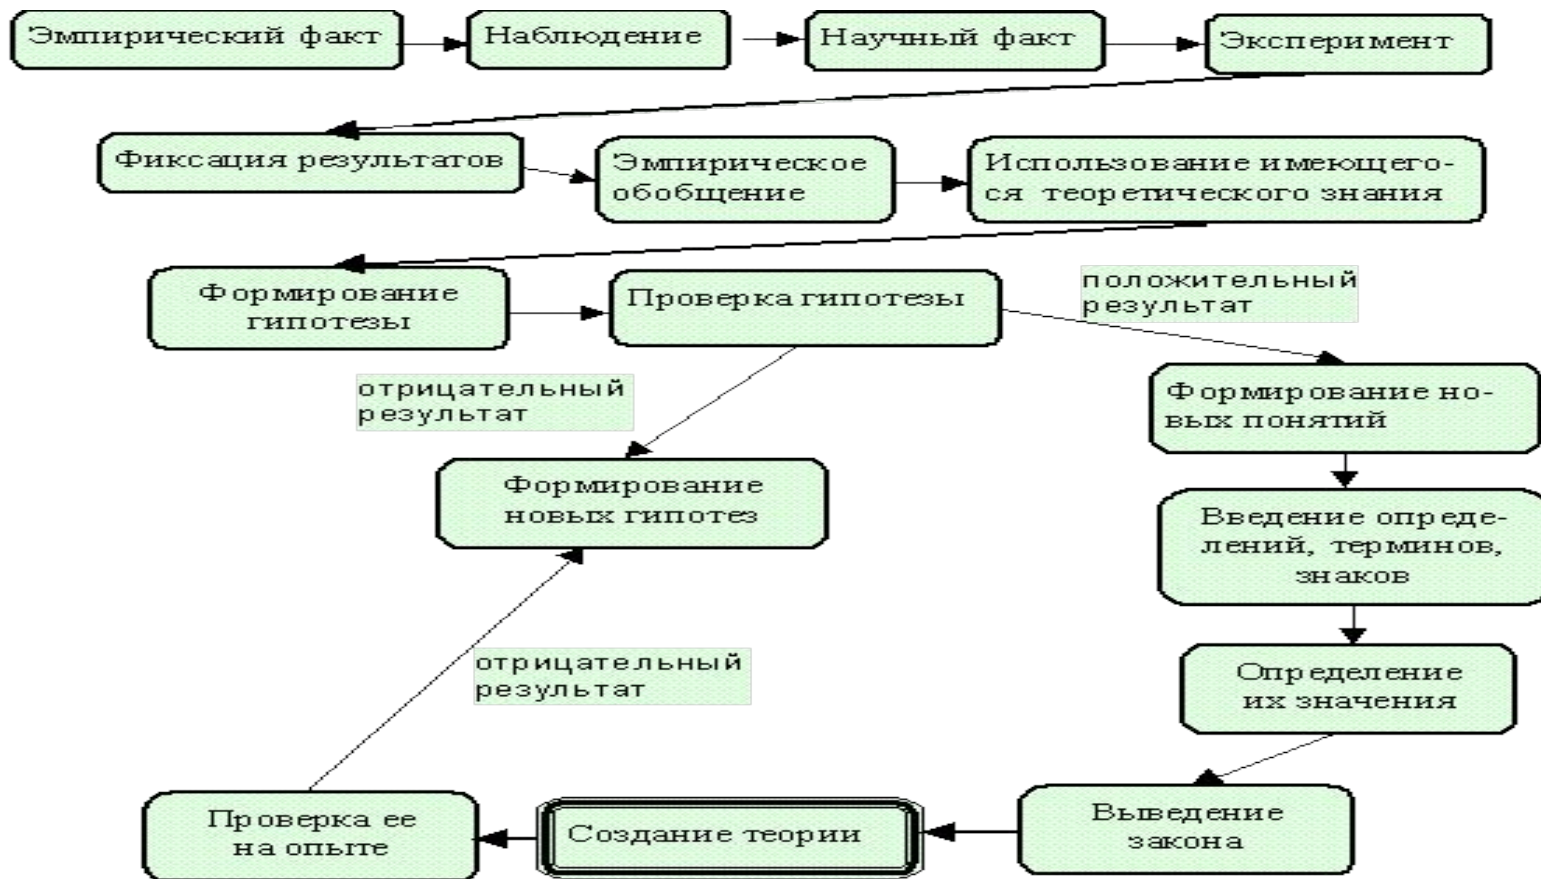 Эмпирический факт
Наблюдение
Научный факт
Эксперимент
Фиксация результатов
Эмпирическое
обобщение
Использование имеющего-
ся теоретического знания
Формирование
гипотезы
Проверка гипотезы
положительный
результат
отрицательный
результат
Формирование но-
вых понятий
Формирование
новых гипотез
Введение опреде-
лений, терминов,
знаков
отрицательный
результат
Определение
их значения
Проверка ее
на опыте
Создание теории
Выведение
закона